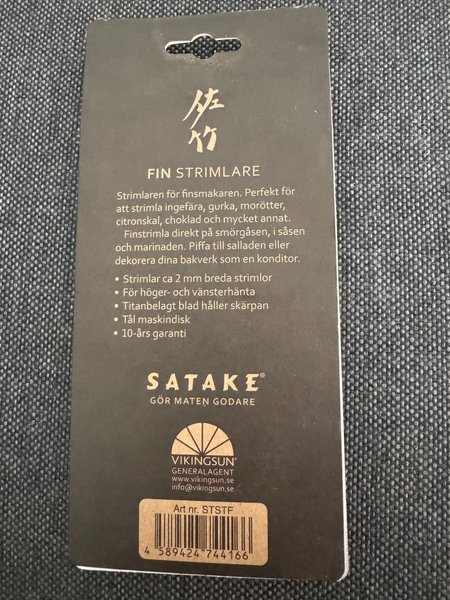 佐
竹
FIN STRIMLARE
Strimlaren för finsmakaren. Perfekt för
att strimla ingefära, gurka, morötter,
citronskal, choklad och mycket annat.
Finstrimla direkt på smörgåsen, i såsen
och marinaden. Piffa till salladen eller
dekorera dina bakverk som en konditor.
• Strimlar ca 2 mm breda strimlor
• För höger- och vänsterhänta
• Titanbelagt blad håller skärpan
• Tål maskindisk
• 10-års garanti
SATAKE®
GÖR MATEN GODARE
VIKINGSUN®
GENERALAGENT
www.vikingsun.se
info@vikingsun.se
Art nr. STSTF
4 589424 744166